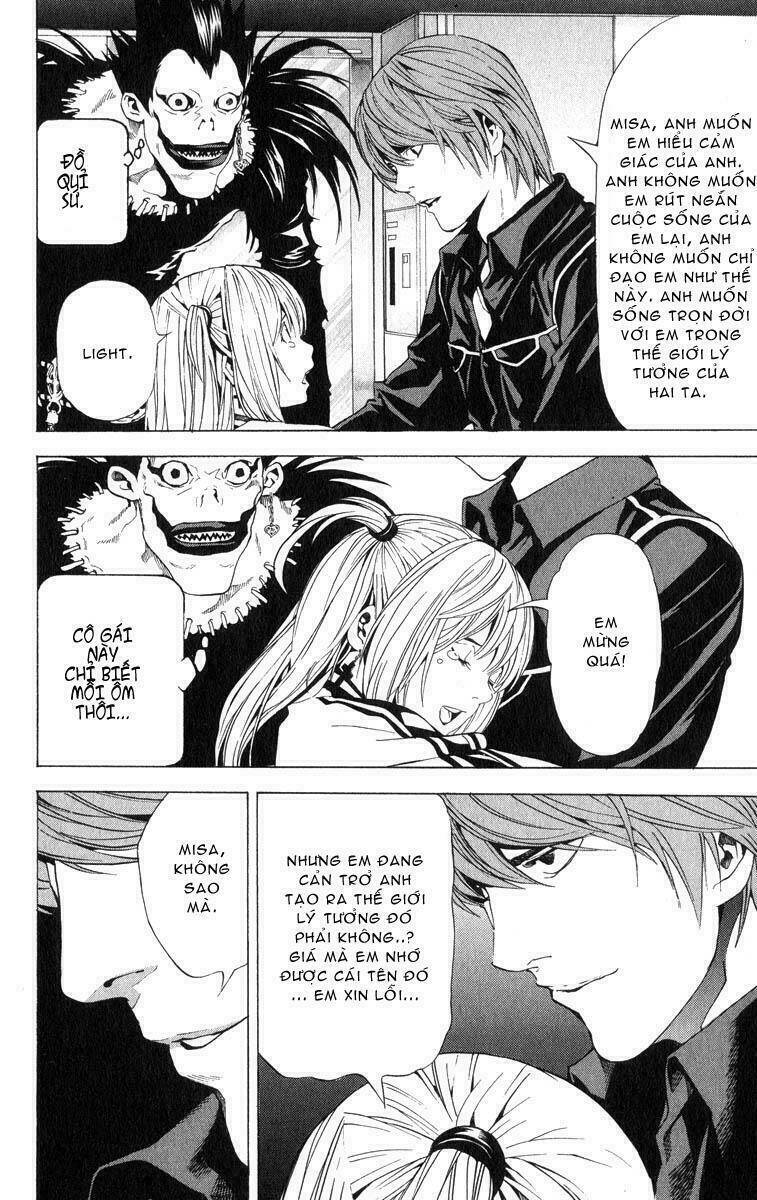 MISA, ANH MUỐN
EM HIỂU CẢM
GIÁC CỦA ANH.
ANH KHÔNG MUỐN
EM RÚT NGẮN
CUỘC SỐNG CỦA
EM LẠI, ANH
KHÔNG MUỐN CHỈ
ĐẠO EM NHƯ THẾ
NÀY. ANH MUỐN
SỐNG TRỌN ĐỜI
VỚI EM TRONG
THẾ GIỚI LÝ
TƯỞNG CỦA
HAI TA.
ĐỒ
QUỈ
SỨ.
LIGHT.
EM
MỪNG
QUÁ!
CÔ GÁI
NÀY
CHỈ BIẾT
MỖI ÔM
THÔI...
NHƯNG EM ĐANG
CẢN TRỞ ANH
TẠO RA THẾ GIỚI
LÝ TƯỞNG ĐÓ
PHẢI KHÔNG..?
GIÁ MÀ EM NHỚ
ĐƯỢC CÁI TÊN ĐÓ
... EM XIN LỖI...
MISA,
KHÔNG
SAO
MÀ.